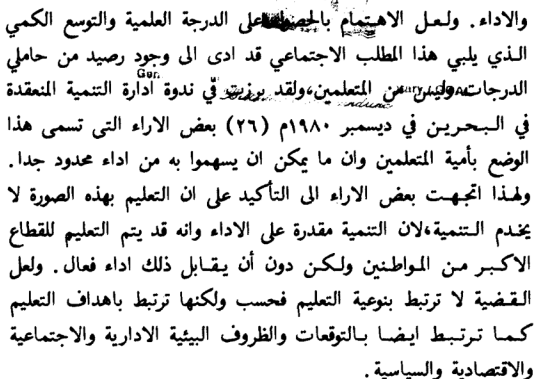 والاداء. ولعل الاهتمام بالحصول على الدرجة العلمية والتوسع الكمي
الذي يلبي هذا المطلب الاجتماعي قد ادى الى وجود رصيد من حاملي
الدرجات وليس من المتعلمين، ولقد برزت في ندوة ادارة التنمية المنعقدة
في البحرين في ديسمبر ١٩٨٠م (٢٦) بعض الاراء التي تسمى هذا
الوضع بأمية المتعلمين وان ما يمكن ان يسهموا به من اداء محدود جدا.
ولهذا اتجهت بعض الاراء الى التأكيد على ان التعليم بهذه الصورة لا
يخدم التنمية، لان التنمية مقدرة على الاداء وانه قد يتم التعليم للقطاع
الاكبر من المواطنين ولكن دون أن يقابل ذلك اداء فعال. ولعل
القضية لا ترتبط بنوعية التعليم فحسب ولكنها ترتبط باهداف التعليم
كما ترتبط ايضا بالتوقعات والظروف البيئية الادارية والاجتماعية
والاقتصادية والسياسية.